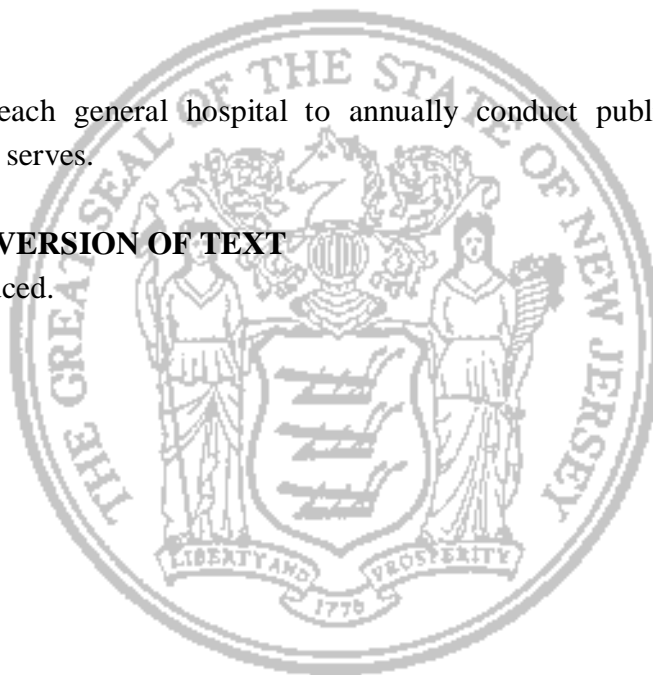 each general hospital to annually conduct publ
serves.
VERSION OF TEXT
uced.
THE GREAT SEAL OF THE STATE OF NEW JERSEY
LIBERTY AND PROSPERITY
1776